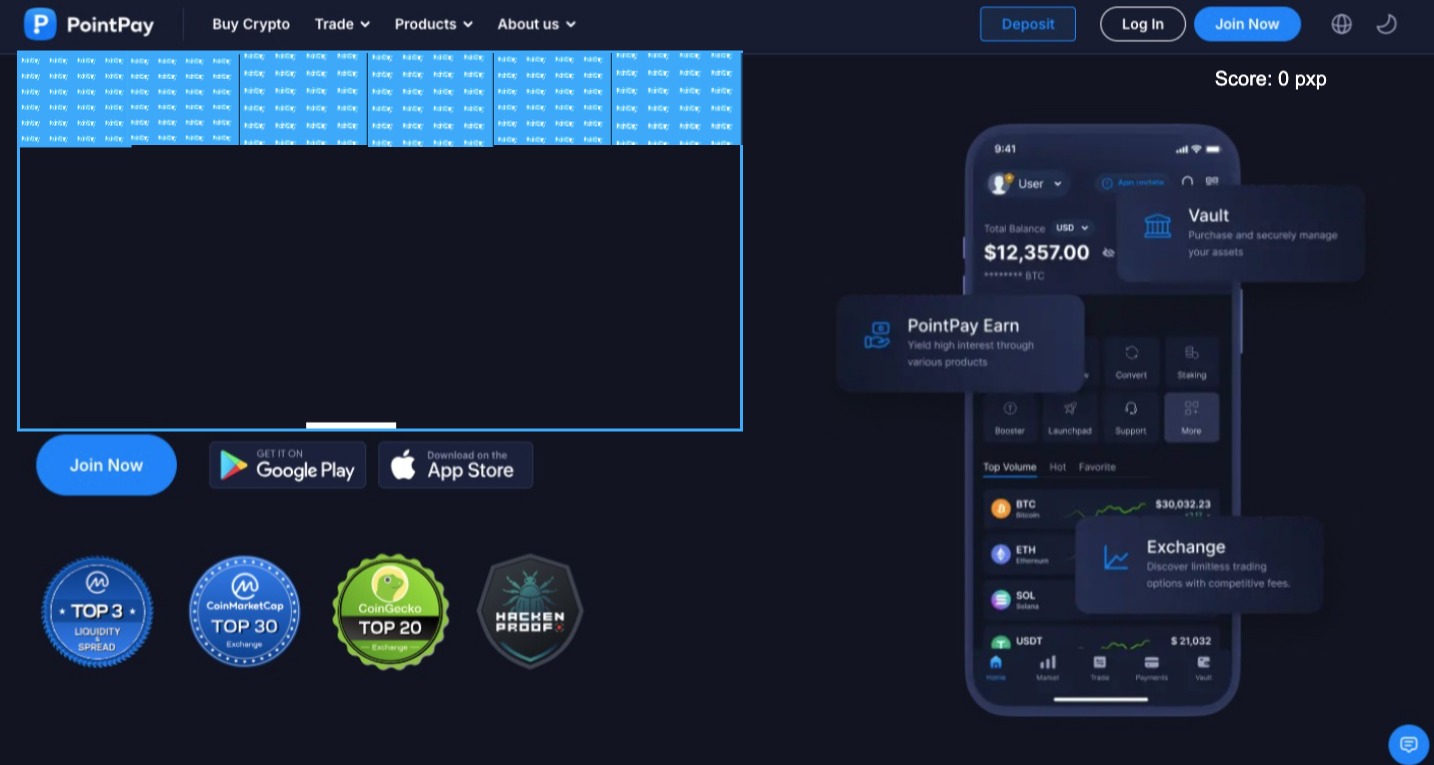 PointPay
Buy Crypto
Trade
Products
About us
Deposit
Log In
Join Now
Score: 0 pxp
9:41
User
App update
Total Balance USD
$12,357.00
******** BTC
Vault
Purchase and securely manage
your assets
PointPay Earn
Yield high interest through
various products
Convert
Staking
Booster
Launchpad
Support
More
Top Volume
Hot
Favorite
BTC
Bitcoin
$30,032.23
ETH
Ethereum
Exchange
Discover limitless trading
options with competitive fees.
SOL
Solana
USDT
$ 21,032
Home
Market
Trade
Payments
Vault
Join Now
GET IT ON
Google Play
Download on the
App Store
TOP 3
LIQUIDITY
&
SPREAD
CoinMarketCap
TOP 30
Exchange
CoinGecko
TOP 20
Exchange
HACKEN
PROOF